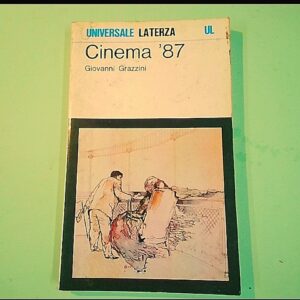 UNIVERSALE LATERZA UL
Cinema '87
Giovanni Grazzini